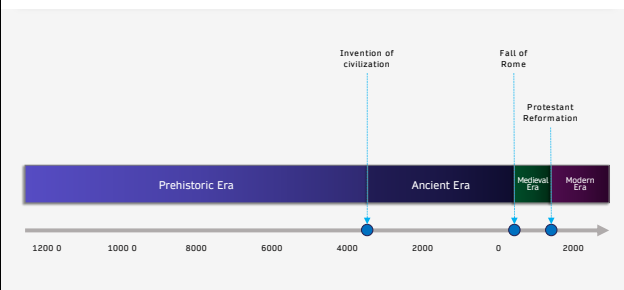 Invention of
civilization
Fall of
Rome
Protestant
Reformation
Prehistoric Era
Ancient Era
Medieval
Era
Modern
Era
1200 0 1000 0 8000 6000 4000 2000 0 2000